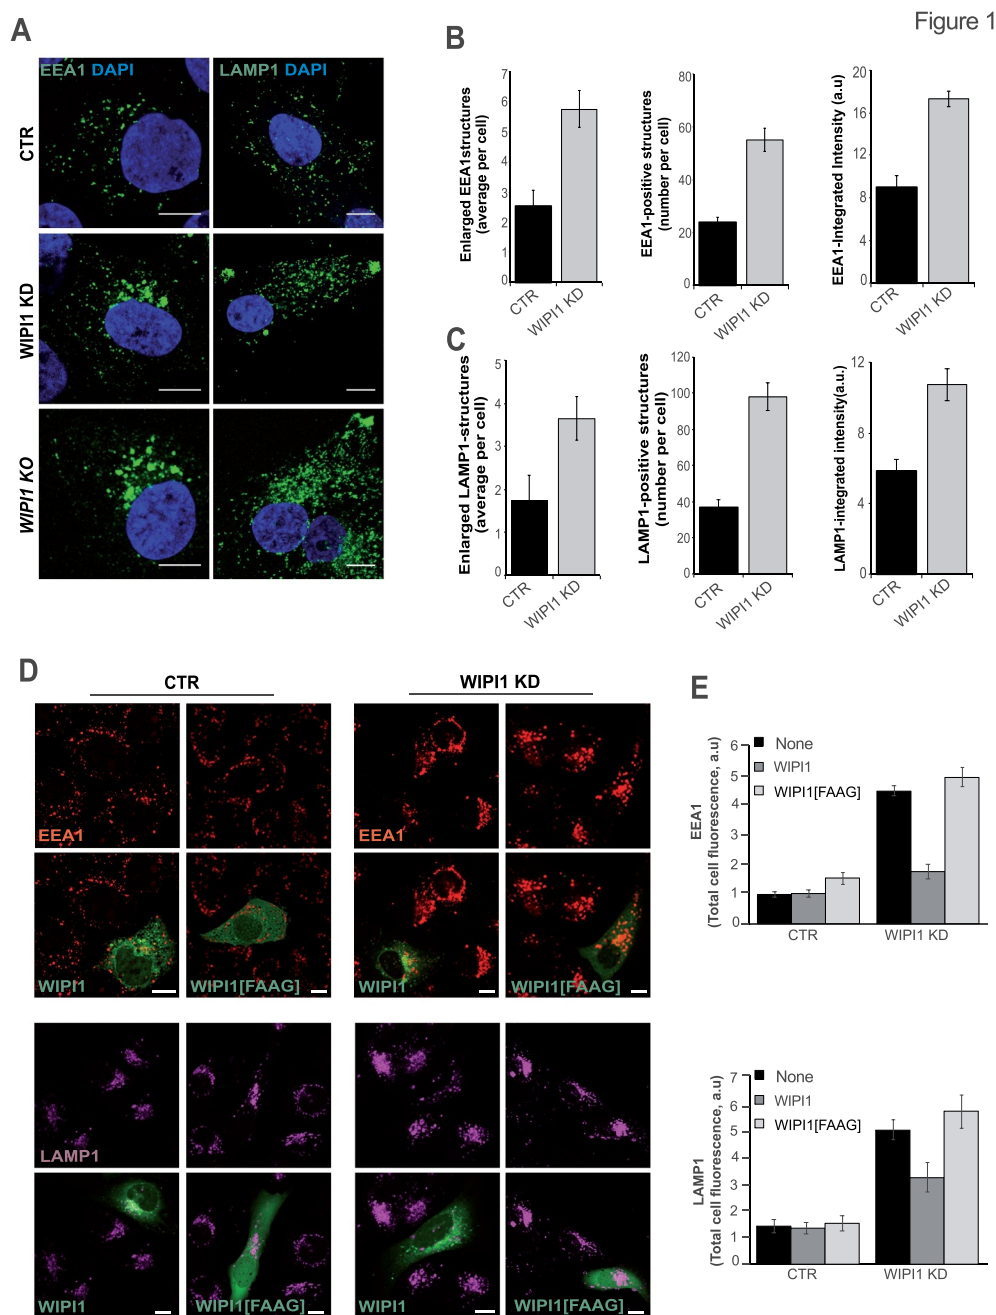 Figure 1
A
EEA1 DAPI
LAMP1 DAPI
CTR
WIPI1 KD
WIPI1 KO
B
Enlarged EEA1structures
(average per cell)
7
6
5
4
3
2
1
0
CTR
WIPI1 KD
EEA1-positive structures
(number per cell)
80
60
40
20
0
CTR
WIPI1 KD
EEA1-Integrated Intensity (a.u)
20
16
12
8
4
0
CTR
WIPI1 KD
C
Enlarged LAMP1-structures
(average per cell)
5
4
3
2
1
0
CTR
WIPI1 KD
LAMP1-positive structures
(number per cell)
120
100
80
60
40
20
0
CTR
WIPI1 KD
LAMP1-integrated intensity(a.u.)
12
8
4
0
CTR
WIPI1 KD
D
CTR
WIPI1 KD
EEA1
EEA1
WIPI1
WIPI1[FAAG]
WIPI1
WIPI1[FAAG]
LAMP1
WIPI1
WIPI1[FAAG]
WIPI1
WIPI1[FAAG]
E
EEA1
(Total cell fluorescence, a.u)
6
5
4
3
2
1
0
None
WIPI1
WIPI1[FAAG]
CTR
WIPI1 KD
LAMP1
(Total cell fluorescence, a.u)
7
6
5
4
3
2
1
0
None
WIPI1
WIPI1[FAAG]
CTR
WIPI1 KD